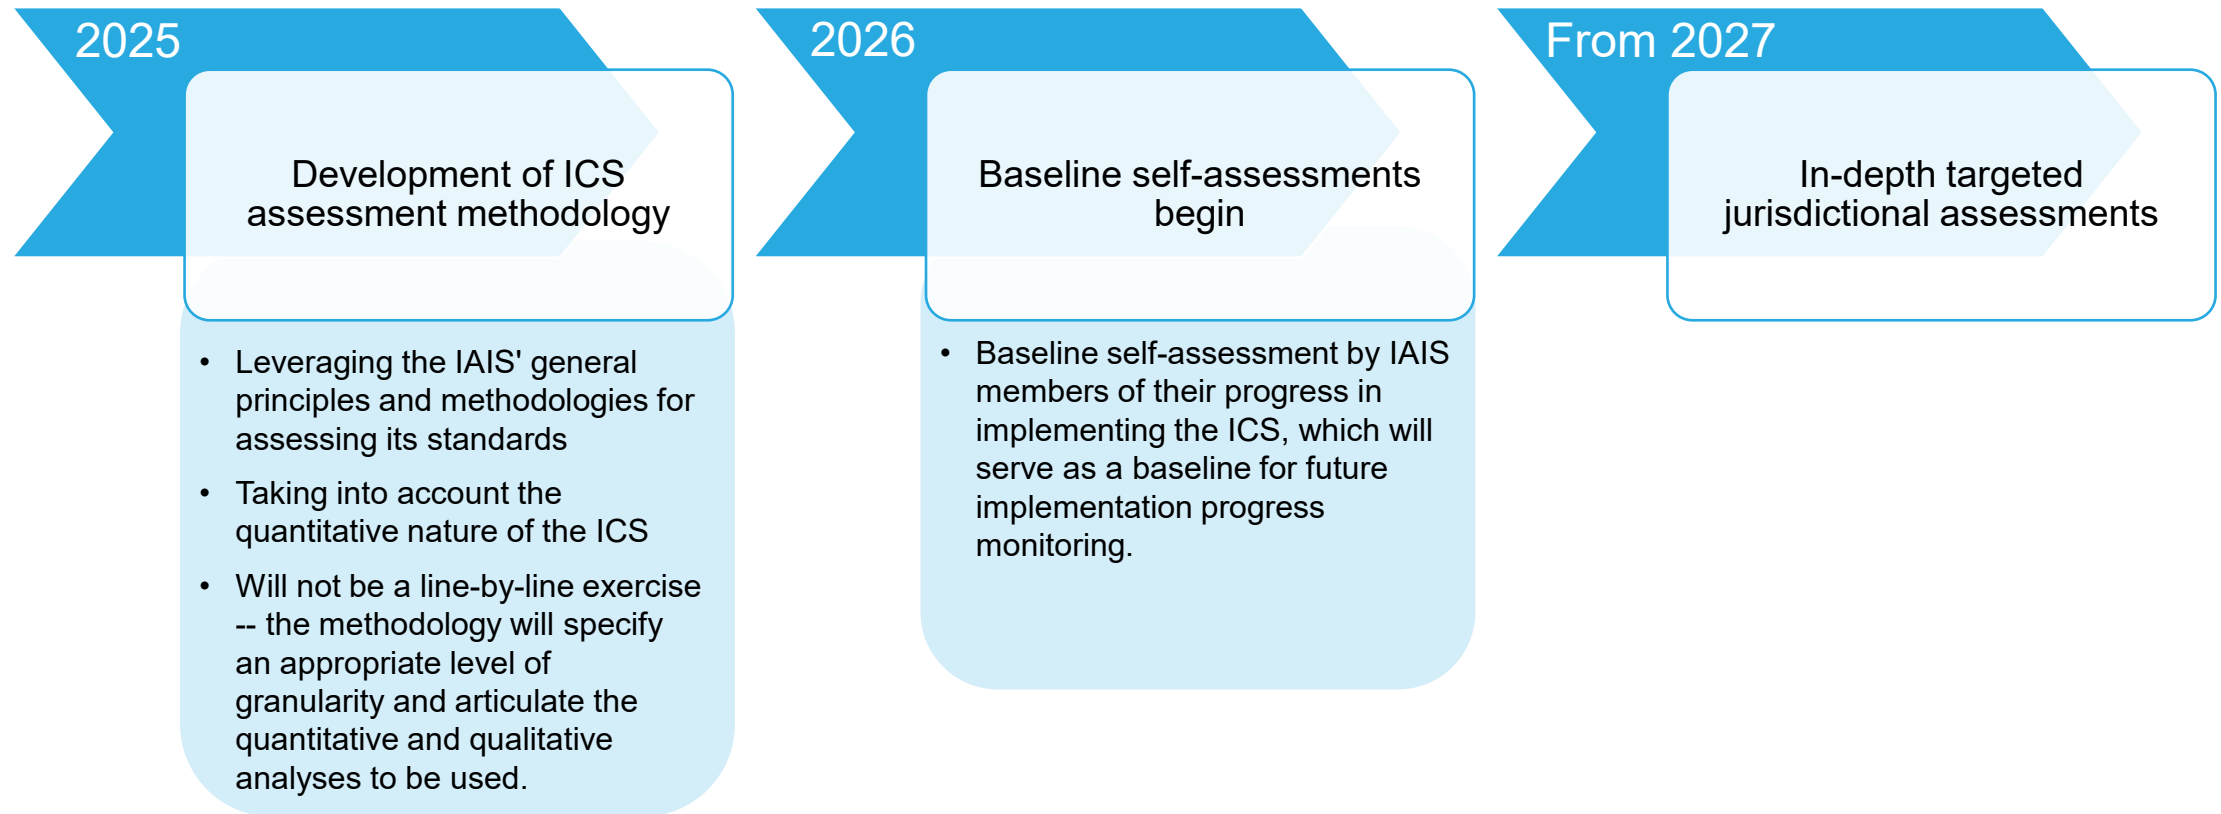 2025
Development of ICS
assessment methodology
• Leveraging the IAIS' general
principles and methodologies for
assessing its standards
• Taking into account the
quantitative nature of the ICS
• Will not be a line-by-line exercise
-- the methodology will specify
an appropriate level of
granularity and articulate the
quantitative and qualitative
analyses to be used.
2026
Baseline self-assessments
begin
• Baseline self-assessment by IAIS
members of their progress in
implementing the ICS, which will
serve as a baseline for future
implementation progress
monitoring.
From 2027
In-depth targeted
jurisdictional assessments